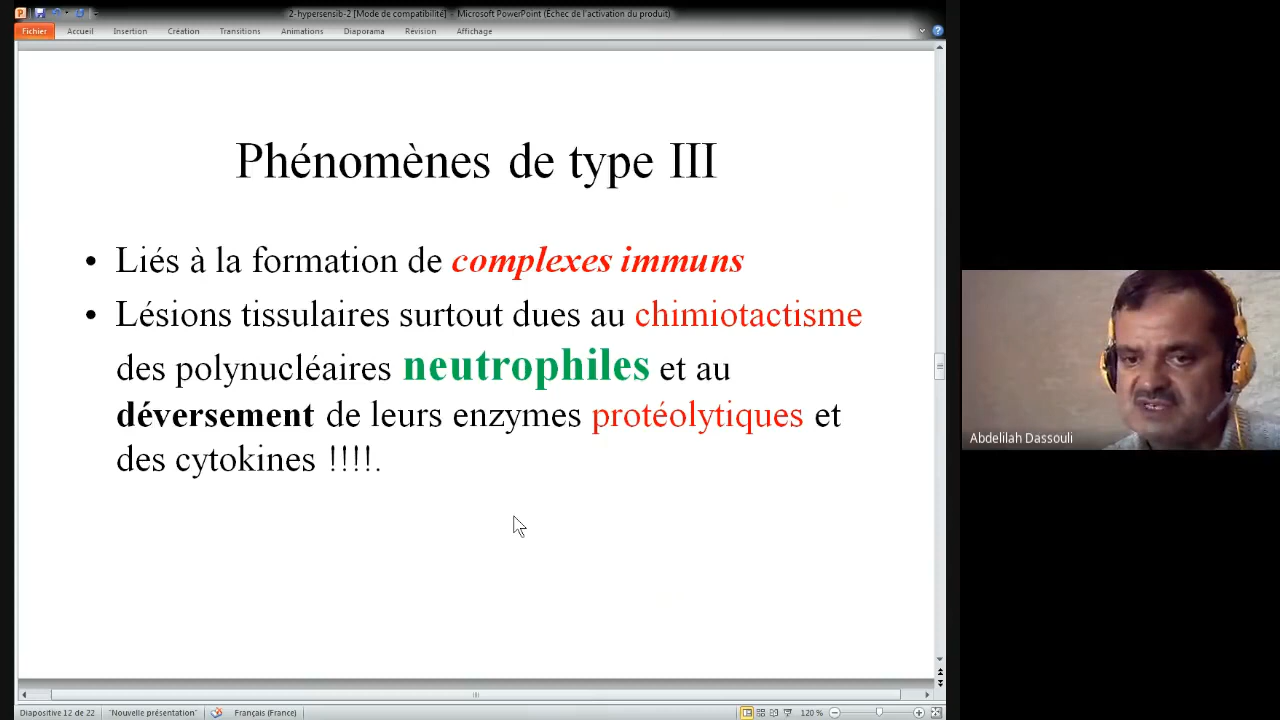 2-hypersensib-2 [Mode de compatibilité] - Microsoft PowerPoint (Échec de l'activation du produit)
Fichier Accueil Insertion Création Transitions Animations Diaporama Révision Affichage
Phénomènes de type III
• Liés à la formation de complexes immuns
• Lésions tissulaires surtout dues au chimiotactisme
des polynucléaires neutrophiles et au
déversement de leurs enzymes protéolytiques et
des cytokines !!!!.
Abdelilah Dassouli
Diapositive 12 de 22 "Nouvelle présentation" Français (France) 120 %